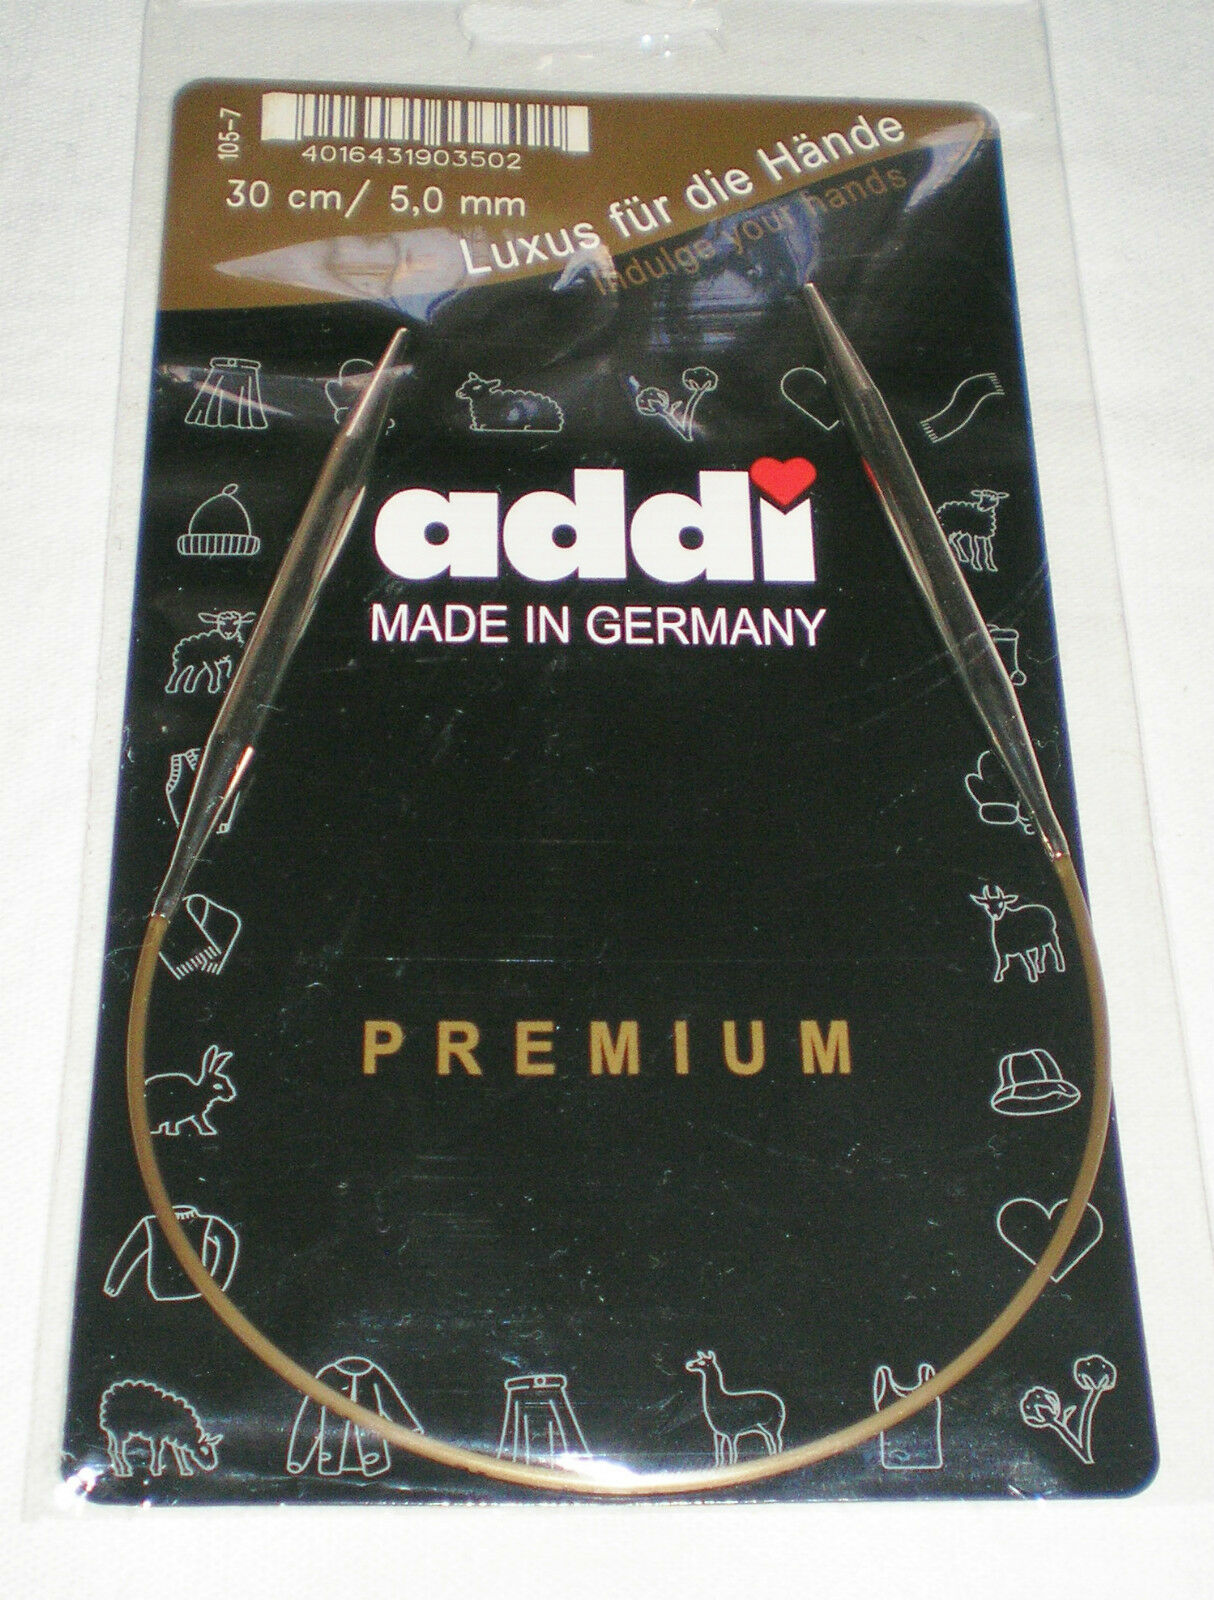 105-7
4016431903502
30 cm/ 5,0 mm
Luxus für die Hände
Indulge your hands
addi
MADE IN GERMANY
PREMIUM